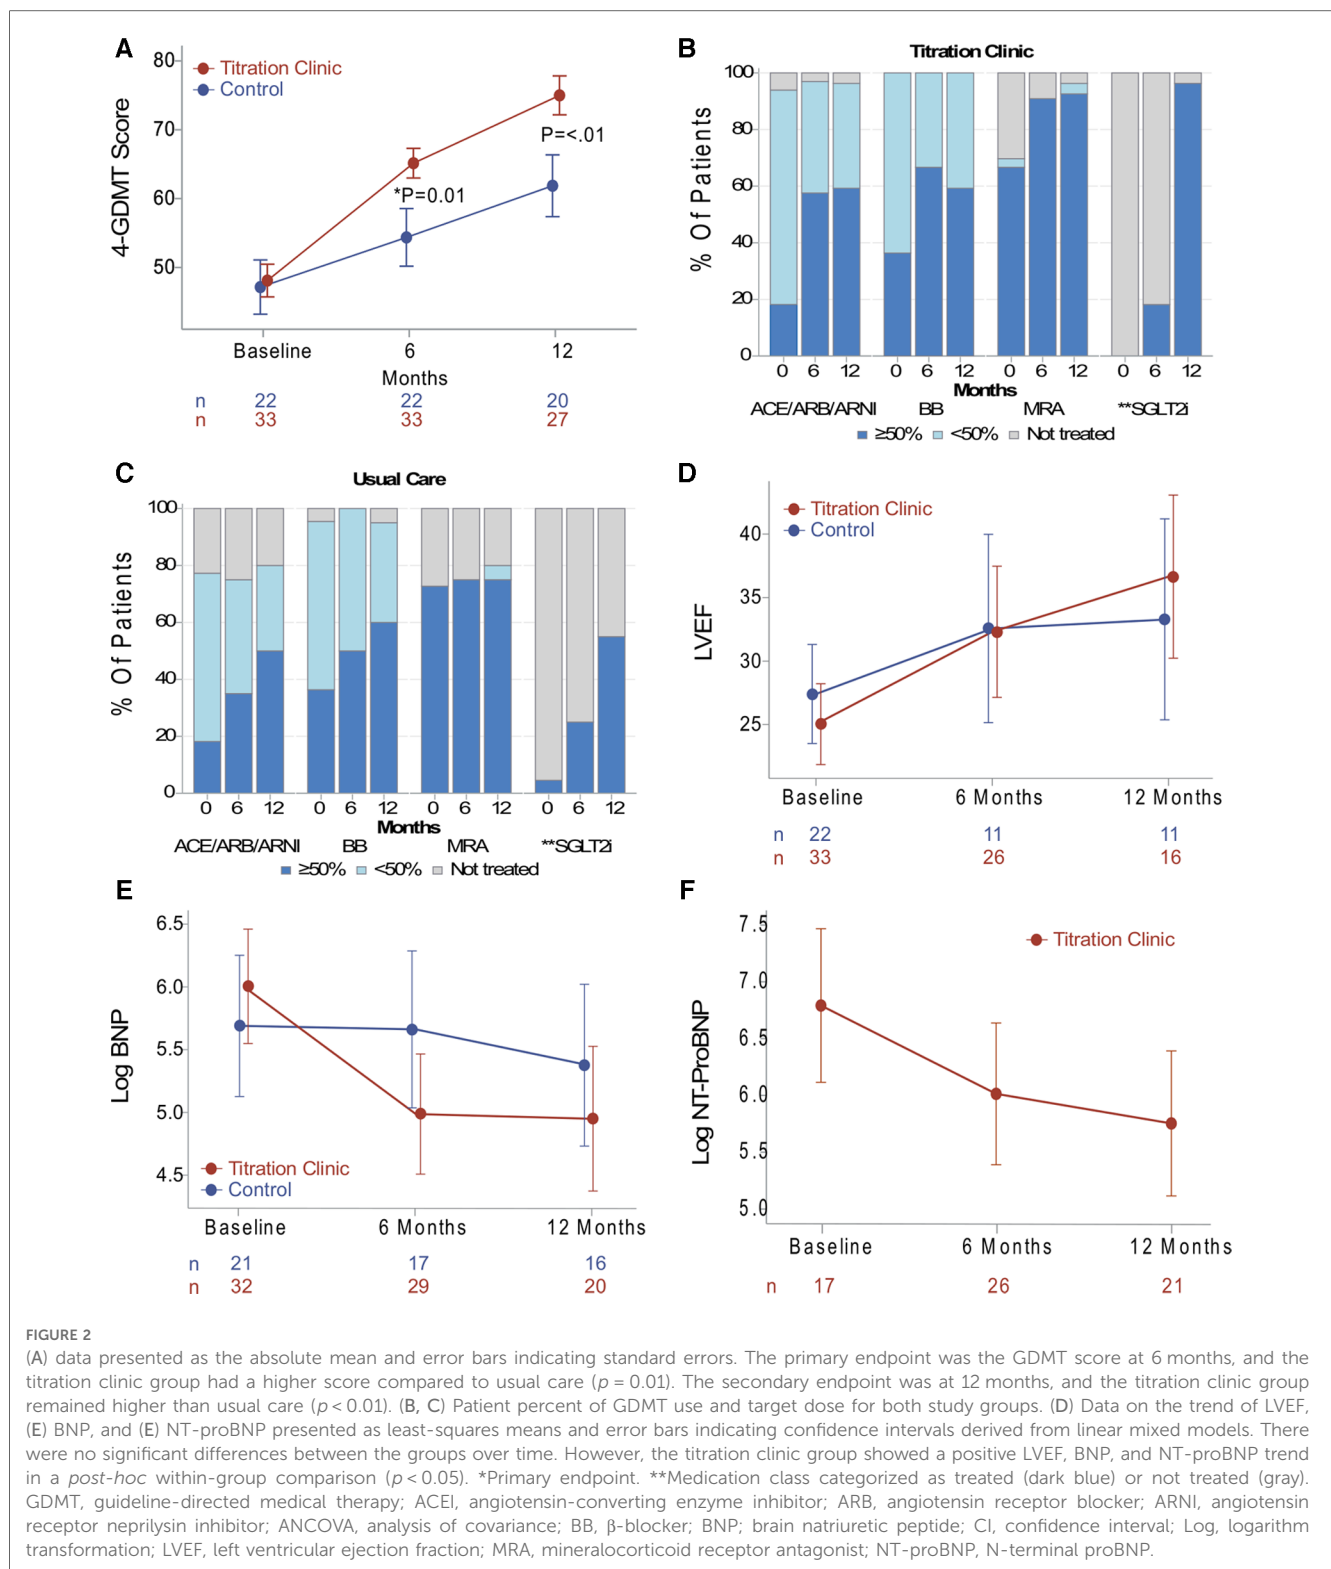 A
4-GDMT Score
80
70
60
50
Titration Clinic
Control
*P=0.01
P=<.01
Baseline 6 12
Months
n 22 22 20
n 33 33 27
B
Titration Clinic
% Of Patients
100
80
60
40
20
0
0 6 12 0 6 12 0 6 12 0 6 12
Months
ACE/ARB/ARNI BB MRA **SGLT2i
≥50% <50% Not treated
C
Usual Care
% Of Patients
100
80
60
40
20
0
0 6 12 0 6 12 0 6 12 0 6 12
Months
ACE/ARB/ARNI BB MRA **SGLT2i
≥50% <50% Not treated
D
LVEF
40
35
30
25
Titration Clinic
Control
Baseline 6 Months 12 Months
n 22 11 11
n 33 26 16
E
Log BNP
6.5
6.0
5.5
5.0
4.5
Titration Clinic
Control
Baseline 6 Months 12 Months
n 21 17 16
n 32 29 20
F
Log NT-ProBNP
7.5
7.0
6.5
6.0
5.5
5.0
Titration Clinic
Baseline 6 Months 12 Months
n 17 26 21
FIGURE 2
(A) data presented as the absolute mean and error bars indicating standard errors. The primary endpoint was the GDMT score at 6 months, and the
titration clinic group had a higher score compared to usual care (p = 0.01). The secondary endpoint was at 12 months, and the titration clinic group
remained higher than usual care (p < 0.01). (B, C) Patient percent of GDMT use and target dose for both study groups. (D) Data on the trend of LVEF,
(E) BNP, and (E) NT-proBNP presented as least-squares means and error bars indicating confidence intervals derived from linear mixed models. There
were no significant differences between the groups over time. However, the titration clinic group showed a positive LVEF, BNP, and NT-proBNP trend
in a post-hoc within-group comparison (p < 0.05). *Primary endpoint. **Medication class categorized as treated (dark blue) or not treated (gray).
GDMT, guideline-directed medical therapy; ACEI, angiotensin-converting enzyme inhibitor; ARB, angiotensin receptor blocker; ARNI, angiotensin
receptor neprilysin inhibitor; ANCOVA, analysis of covariance; BB, β-blocker; BNP; brain natriuretic peptide; CI, confidence interval; Log, logarithm
transformation; LVEF, left ventricular ejection fraction; MRA, mineralocorticoid receptor antagonist; NT-proBNP, N-terminal proBNP.